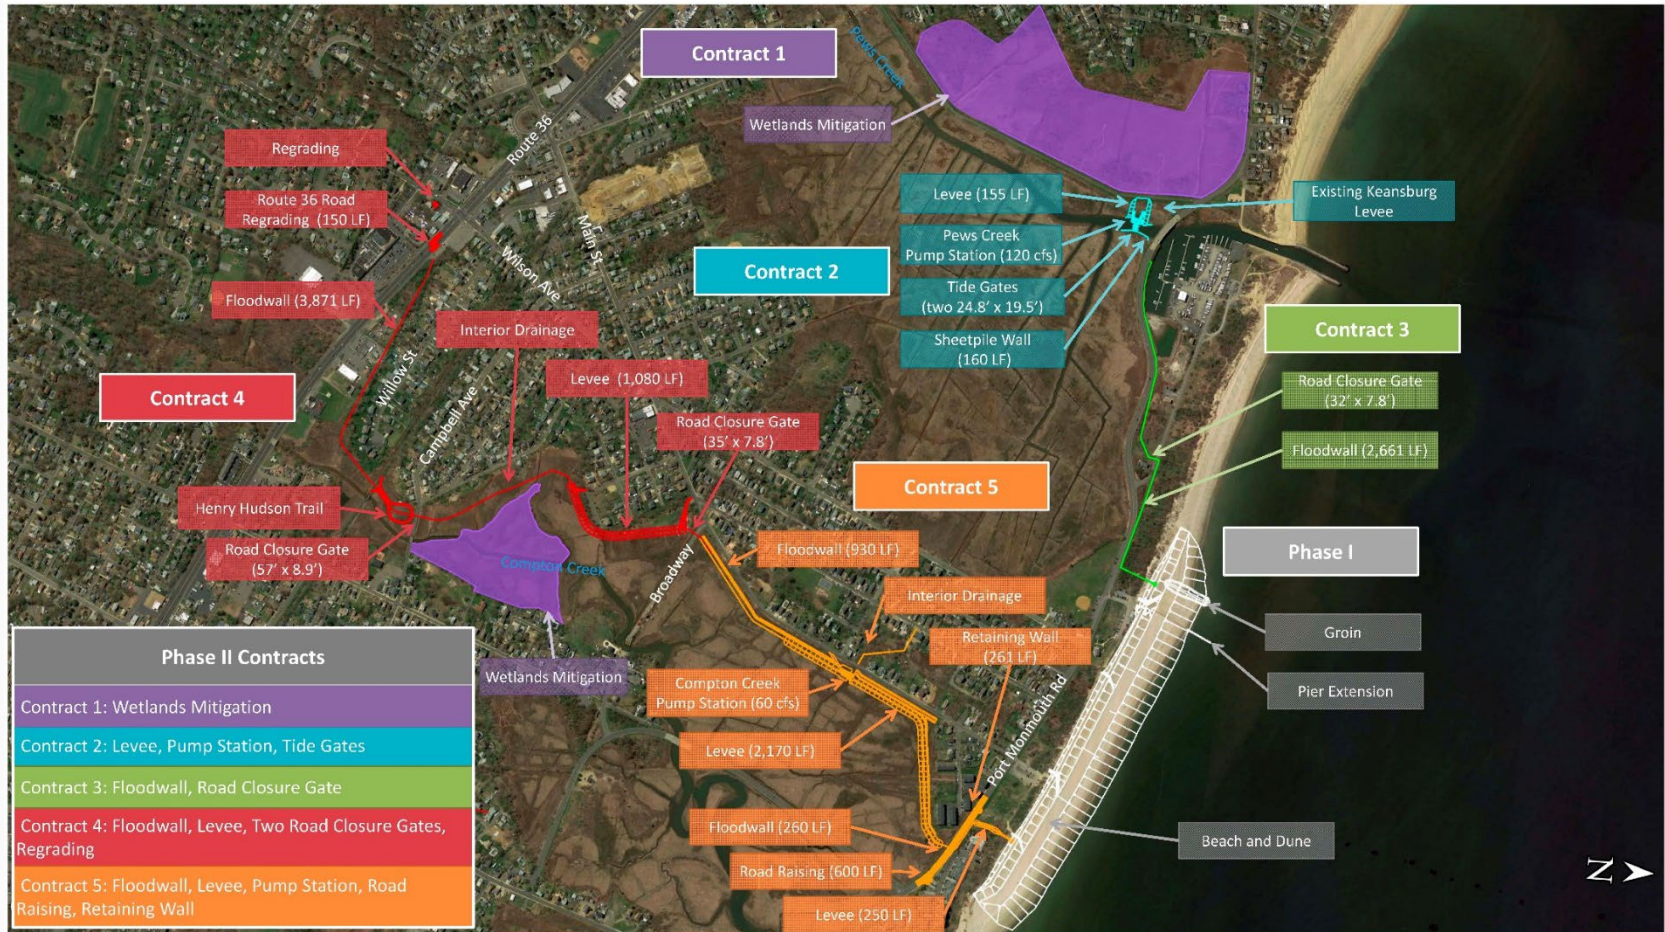 Contract 1
Pews Creek
Wetlands Mitigation
Regrading
Route 36
Route 36 Road
Regrading (150 LF)
Main St
Wilson Ave
Levee (155 LF)
Existing Keansburg
Levee
Pews Creek
Pump Station (120 cfs)
Contract 2
Tide Gates
(two 24.8' x 19.5')
Sheetpile Wall
(160 LF)
Floodwall (3,871 LF)
Interior Drainage
Contract 3
Levee (1,080 LF)
Willow St
Campbell Ave
Contract 4
Road Closure Gate
(32' x 7.8')
Road Closure Gate
(35' x 7.8')
Floodwall (2,661 LF)
Contract 5
Henry Hudson Trail
Road Closure Gate
(57' x 8.9')
Compton Creek
Broadway
Floodwall (930 LF)
Phase I
Interior Drainage
Groin
Retaining Wall
(261 LF)
Wetlands Mitigation
Compton Creek
Pump Station (60 cfs)
Pier Extension
Port Monmouth Rd
Levee (2,170 LF)
Floodwall (260 LF)
Beach and Dune
Road Raising (600 LF)
Levee (250 LF)
N
Phase II Contracts
Contract 1: Wetlands Mitigation
Contract 2: Levee, Pump Station, Tide Gates
Contract 3: Floodwall, Road Closure Gate
Contract 4: Floodwall, Levee, Two Road Closure Gates,
Regrading
Contract 5: Floodwall, Levee, Pump Station, Road
Raising, Retaining Wall